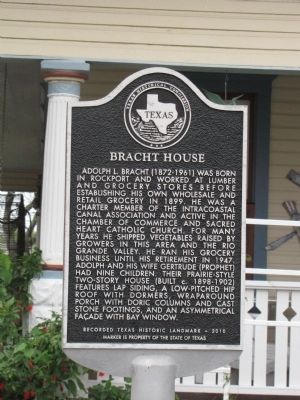 TEXAS HISTORICAL COMMISSION
TEXAS
BRACHT HOUSE
ADOLPH L. BRACHT (1872-1961) WAS BORN
IN ROCKPORT AND WORKED AT LUMBER
AND GROCERY STORES BEFORE
ESTABLISHING HIS OWN WHOLESALE AND
RETAIL GROCERY IN 1899. HE WAS A
CHARTER MEMBER OF THE INTRACOASTAL
CANAL ASSOCIATION AND ACTIVE IN THE
CHAMBER OF COMMERCE AND SACRED
HEART CATHOLIC CHURCH. FOR MANY
YEARS HE SHIPPED VEGETABLES RAISED BY
GROWERS IN THIS AREA AND THE RIO
GRANDE VALLEY. HE RAN HIS GROCERY
BUSINESS UNTIL HIS RETIREMENT IN 1947.
ADOLPH AND HIS WIFE GERTRUDE (PROPHET)
HAD NINE CHILDREN. THEIR PRAIRIE-STYLE
TWO-STORY HOUSE (BUILT c. 1898-1902)
FEATURES LAP SIDING, A LOW-PITCHED HIP
ROOF WITH DORMERS, WRAPAROUND
PORCH WITH DORIC COLUMNS AND CAST
STONE FOOTINGS, AND AN ASYMMETRICAL
FAÇADE WITH BAY WINDOW.
RECORDED TEXAS HISTORIC LANDMARK – 2010
MARKER IS PROPERTY OF THE STATE OF TEXAS